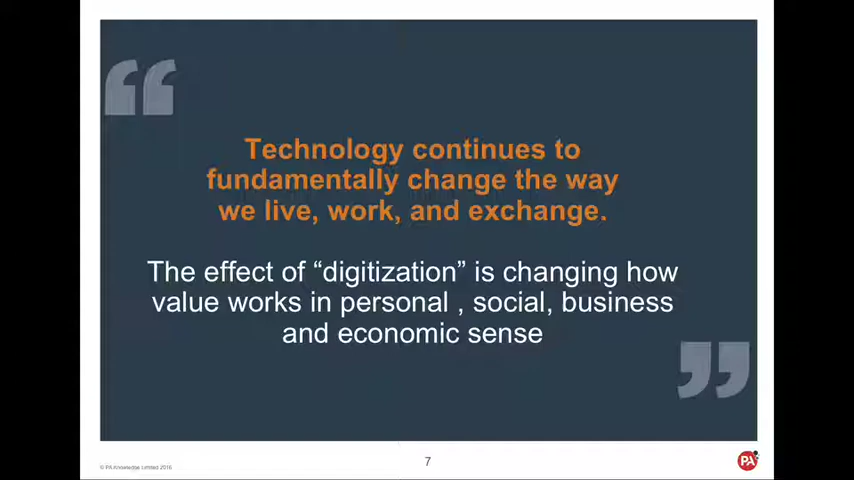 “
Technology continues to
fundamentally change the way
we live, work, and exchange.
The effect of “digitization” is changing how
value works in personal , social, business
and economic sense
”
© PA Knowledge Limited 2016
7
PA